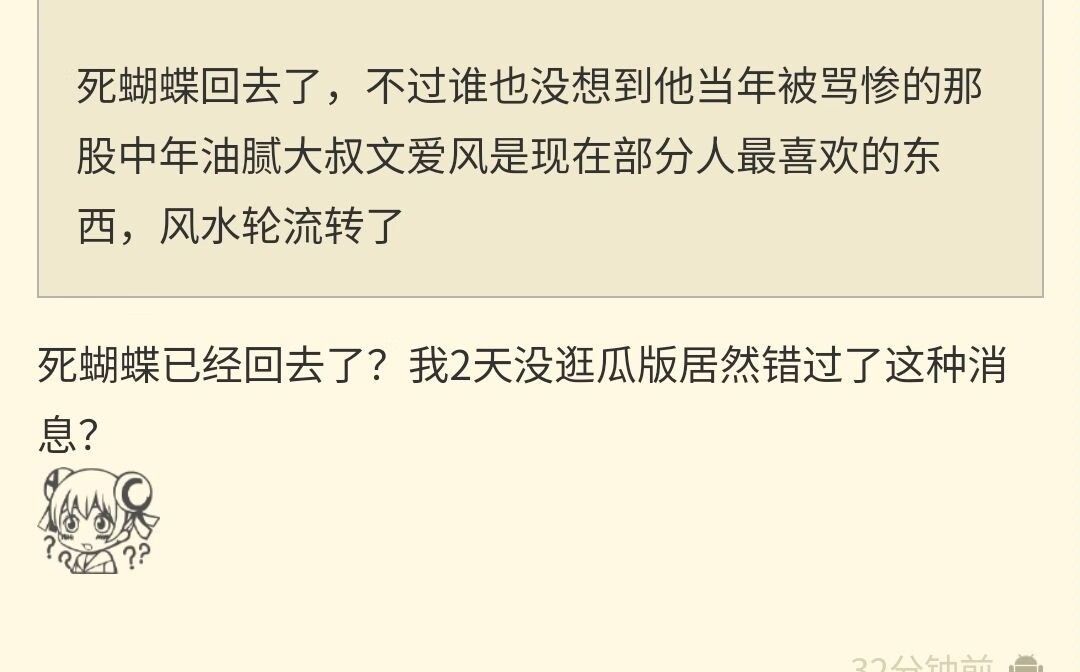 死蝴蝶回去了，不过谁也没想到他当年被骂惨的那
股中年油腻大叔文爱风是现在部分人最喜欢的东
西，风水轮流转了
死蝴蝶已经回去了？我2天没逛瓜版居然错过了这种消
息？
??
??
32分钟前